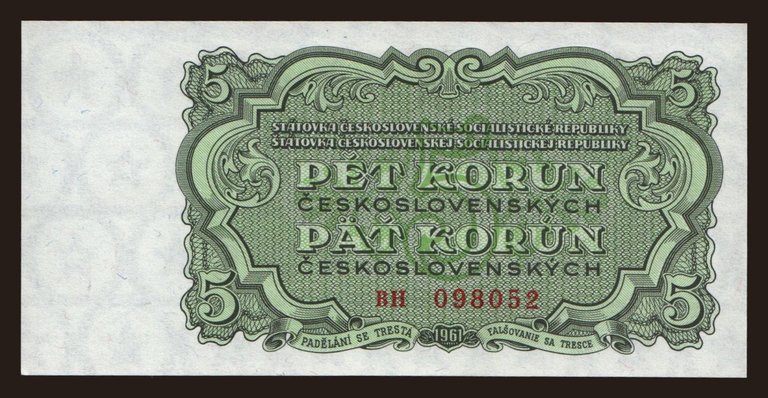 5 5
STÁTOVKA ČESKOSLOVENSKÉ SOCIALISTICKÉ REPUBLIKY
ŠTÁTOVKA ČESKOSLOVENSKEJ SOCIALISTICKEJ REPUBLIKY
PĚT KORUN
ČESKOSLOVENSKÝCH
PÄŤ KORÚN
ČESKOSLOVENSKÝCH
5 BH 098052 5
PADĚLÁNÍ SE TRESTÁ 1961 FALŠOVANIE SA TRESCE